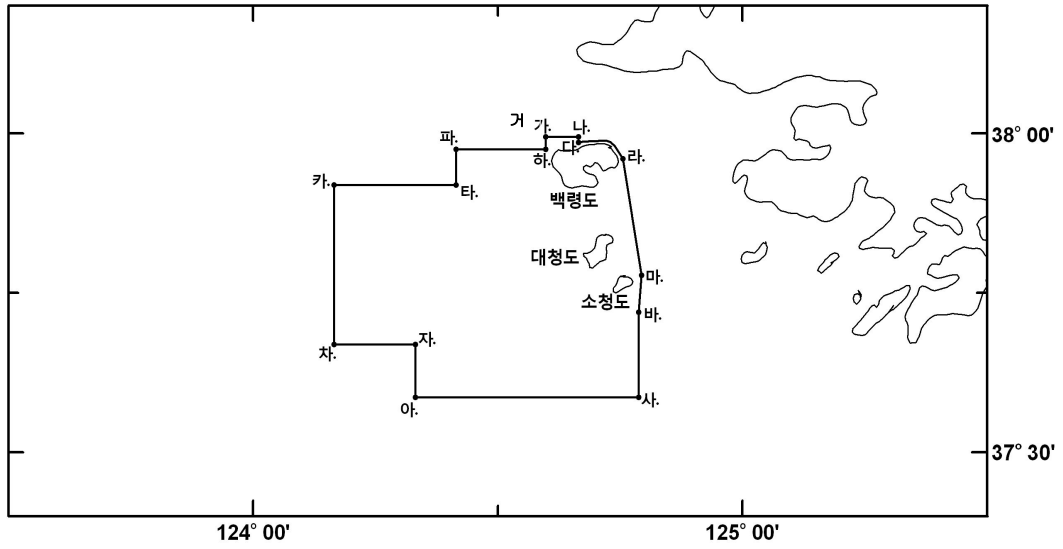 거 가. 나.
파. 38° 00'
하. 다. 라.
카. 타.
백령도
대청도
마.
소청도 바.
자.
차.
아. 사.
37° 30'
124° 00' 125° 00'